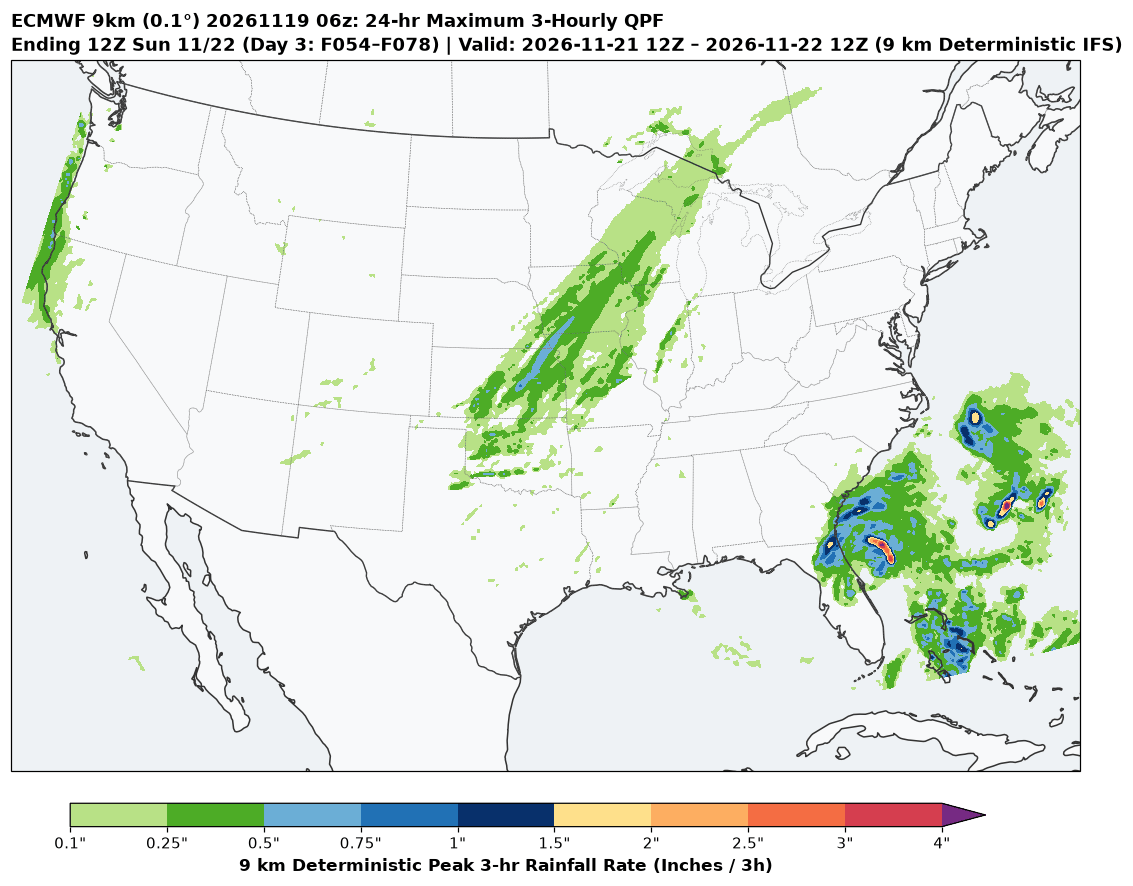 ECMWF 9km (0.1°) 20261119 06z: 24-hr Maximum 3-Hourly QPF
Ending 12Z Sun 11/22 (Day 3: F054–F078) | Valid: 2026-11-21 12Z – 2026-11-22 12Z (9 km Deterministic IFS)
0.1" 0.25" 0.5" 0.75" 1" 1.5" 2" 2.5" 3" 4"
9 km Deterministic Peak 3-hr Rainfall Rate (Inches / 3h)